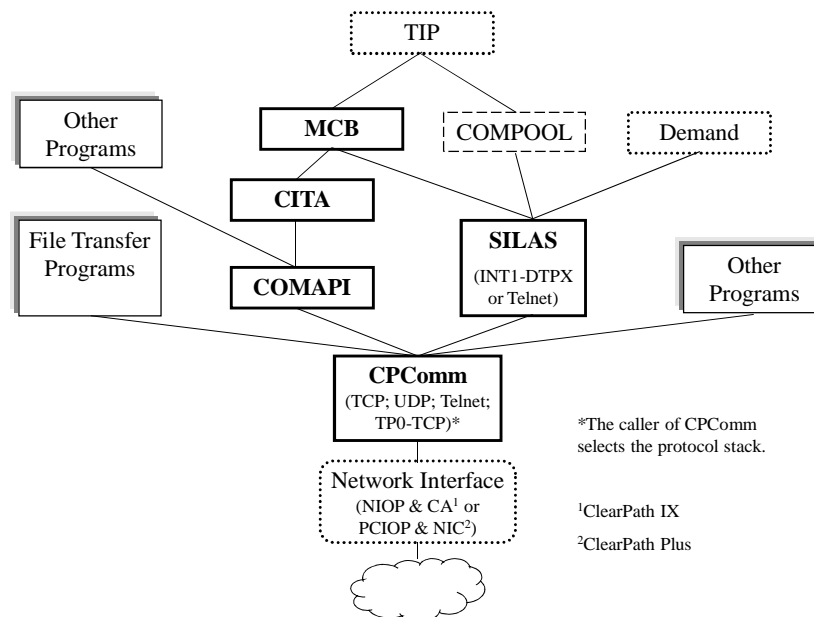 TIP
Other
Programs
MCB
COMPOOL
Demand
CITA
File Transfer
Programs
SILAS
(INT1-DTPX
or Telnet)
COMAPI
Other
Programs
CPComm
(TCP; UDP; Telnet;
TP0-TCP)*
*The caller of CPComm
selects the protocol stack.
Network Interface
(NIOP & CA¹ or
PCIOP & NIC²)
¹ClearPath IX
²ClearPath Plus